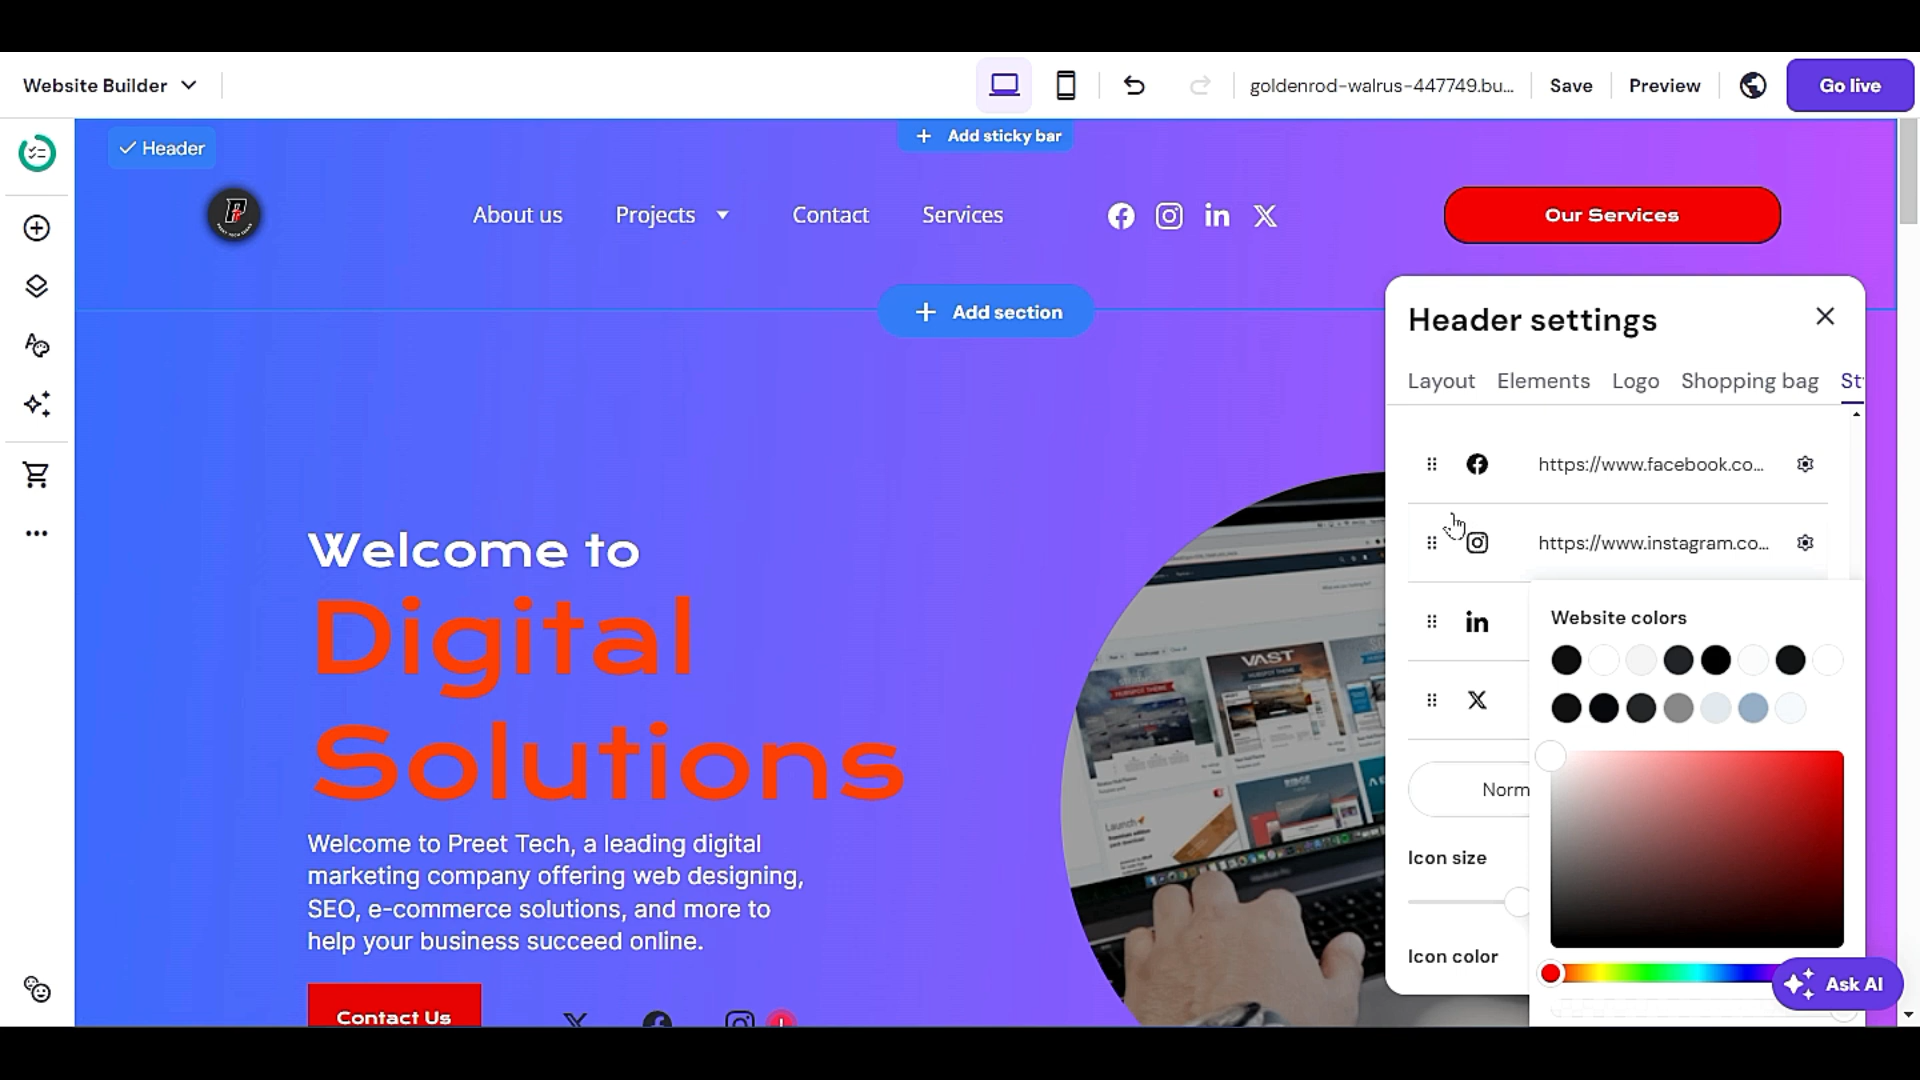 Website Builder
goldenrod-walrus-447749.bu...
Save
Preview
Go live
Header
Add sticky bar
About us
Projects
Contact
Services
Our Services
Add section
Header settings
Layout
Elements
Logo
Shopping bag
St
https://www.facebook.co...
https://www.instagram.co...
Website colors
Norm
Icon size
Icon color
Ask AI
Welcome to
Digital
Solutions
Welcome to Preet Tech, a leading digital
marketing company offering web designing,
SEO, e-commerce solutions, and more to
help your business succeed online.
Contact Us
VAST
Launch